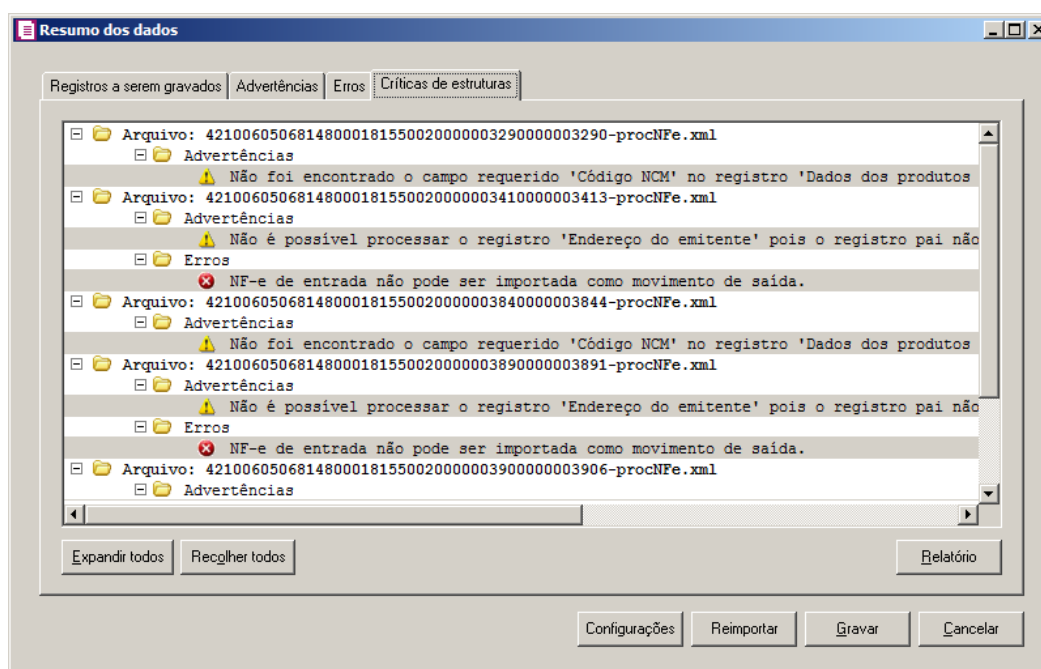 Resumo dos dados
Registros a serem gravados Advertências Erros Críticas de estruturas
Arquivo: 42100605068148000181550020000003290000003290-procNFe.xml
Advertências
Não foi encontrado o campo requerido 'Código NCM' no registro 'Dados dos produtos
Arquivo: 42100605068148000181550020000003410000003413-procNFe.xml
Advertências
Não é possível processar o registro 'Endereço do emitente' pois o registro pai não
Erros
NF-e de entrada não pode ser importada como movimento de saída.
Arquivo: 42100605068148000181550020000003840000003844-procNFe.xml
Advertências
Não foi encontrado o campo requerido 'Código NCM' no registro 'Dados dos produtos
Arquivo: 42100605068148000181550020000003890000003891-procNFe.xml
Advertências
Não é possível processar o registro 'Endereço do emitente' pois o registro pai não
Erros
NF-e de entrada não pode ser importada como movimento de saída.
Arquivo: 42100605068148000181550020000003900000003906-procNFe.xml
Advertências
Expandir todos Recolher todos Relatório
Configurações Reimportar Gravar Cancelar